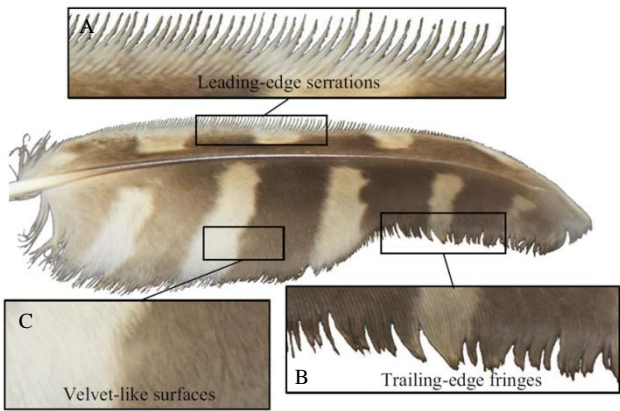 A
Leading-edge serrations
C
Velvet-like surfaces
B
Trailing-edge fringes